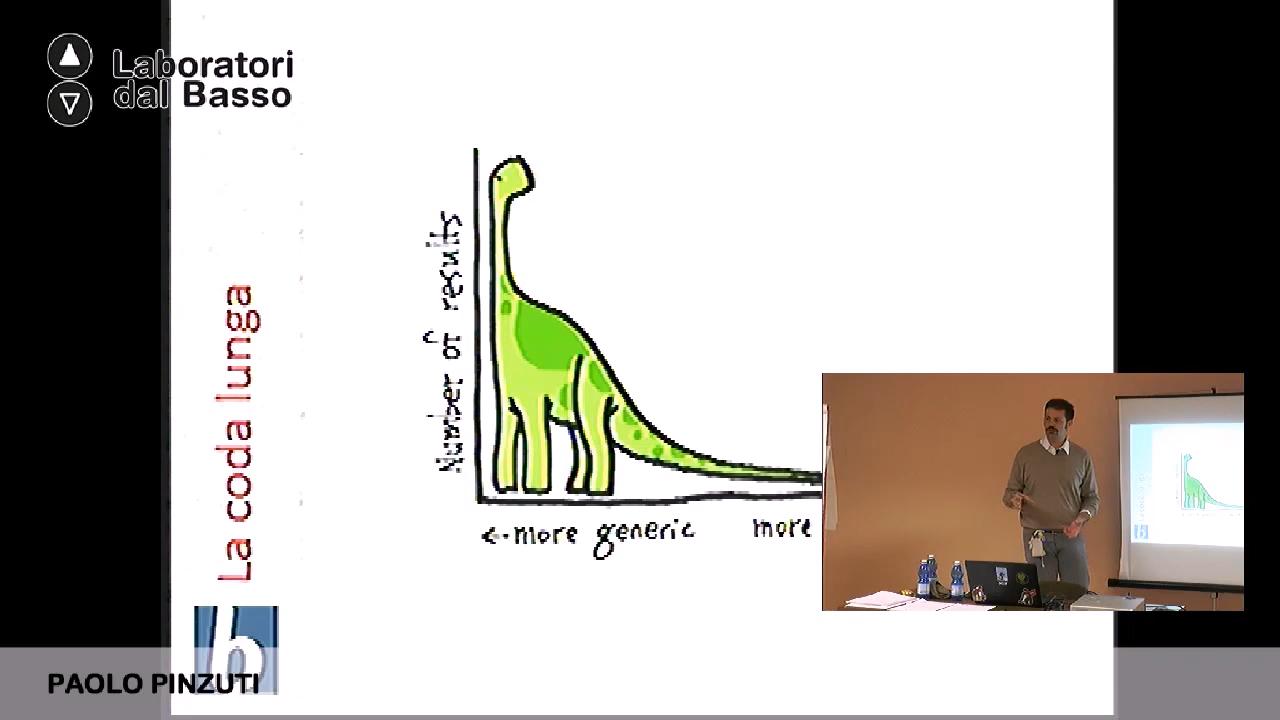 Laboratori
dal Basso
La coda lunga
Number of results
<-- more generic
more
b
PAOLO PINZUTI